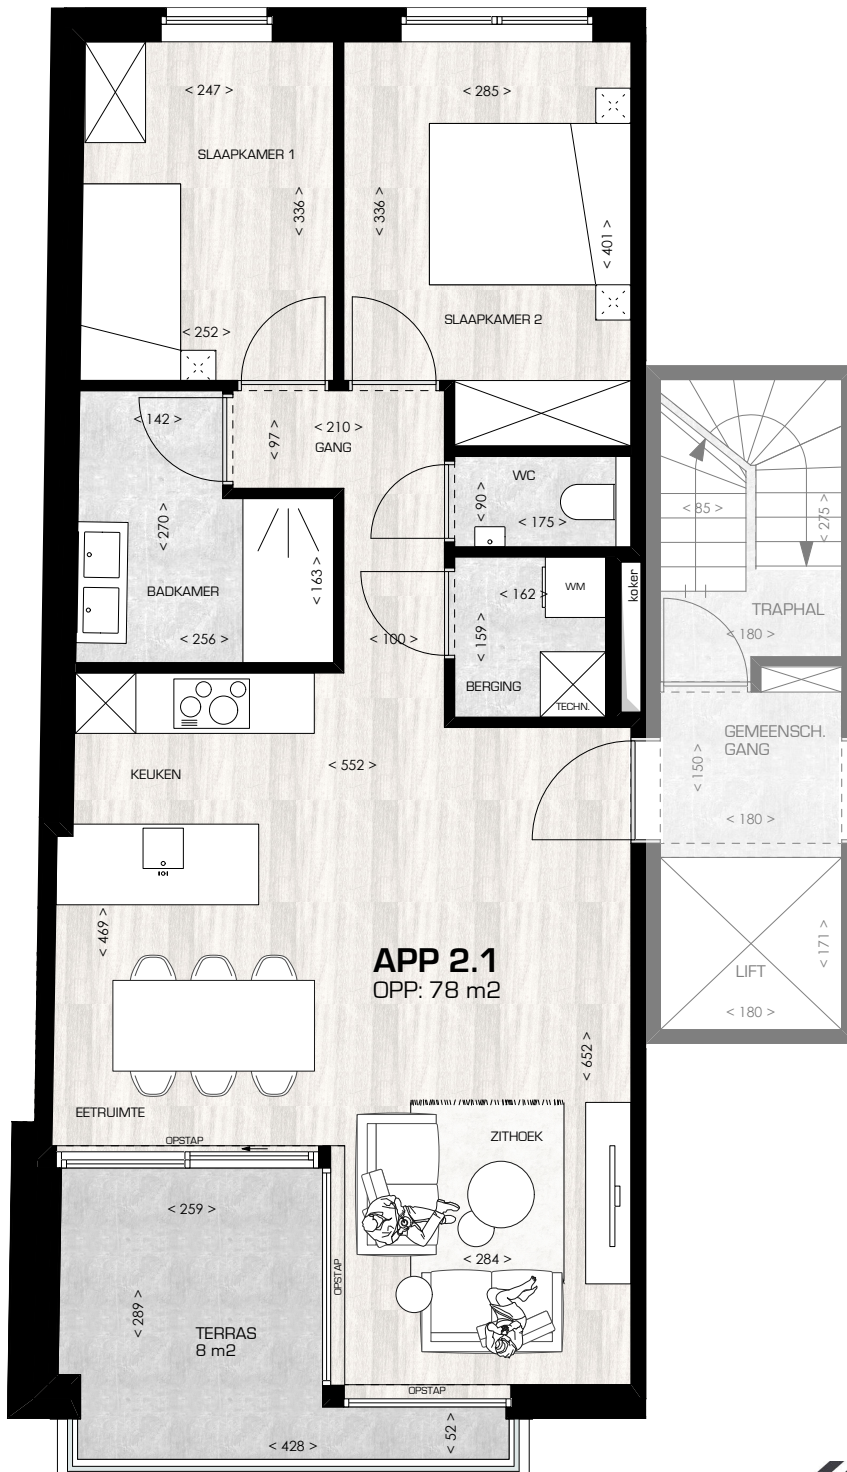 < 247 >
< 285 >
SLAAPKAMER 1
< 336 >
< 336 >
< 401 >
SLAAPKAMER 2
< 252 >
< 142 >
< 97 >
< 210 >
GANG
WC
< 90 >
< 175 >
< 85 >
< 275 >
< 270 >
< 163 >
BADKAMER
< 256 >
< 100 >
< 162 >
WM
koker
< 159 >
BERGING
TECHN.
TRAPHAL
< 180 >
GEMEENSCH.
GANG
< 150 >
< 180 >
KEUKEN
< 552 >
< 469 >
APP 2.1
OPP: 78 m2
< 171 >
LIFT
< 180 >
< 652 >
EETRUIMTE
OPSTAP
ZITHOEK
< 259 >
< 284 >
OPSTAP
< 289 >
TERRAS
8 m2
OPSTAP
< 428 >
< 52 >